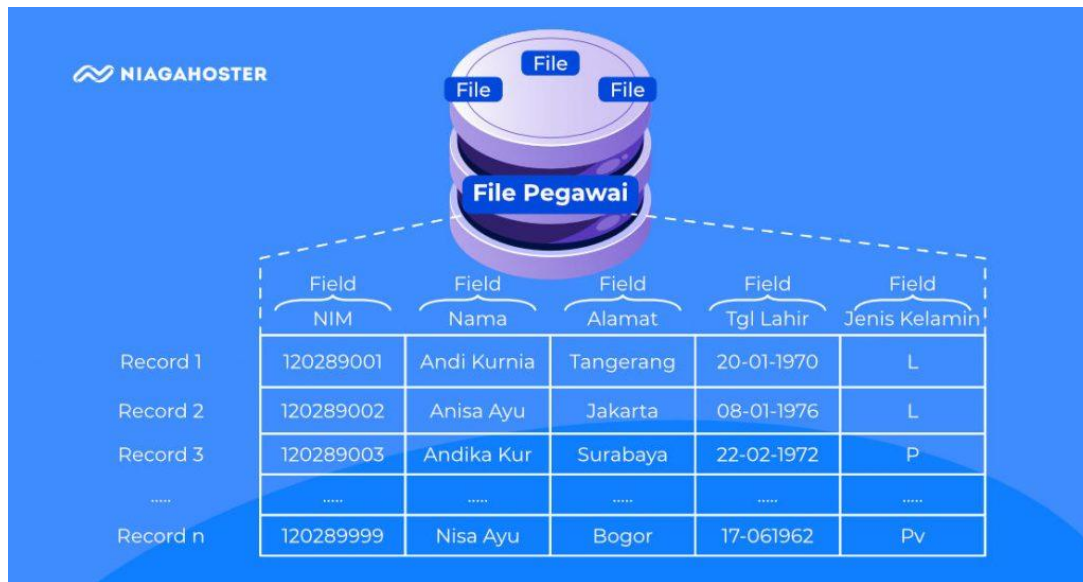 NIAGAHOSTER
File
File File
File Pegawai
Field Field Field Field Field
NIM Nama Alamat Tgl Lahir Jenis Kelamin
Record 1 120289001 Andi Kurnia Tangerang 20-01-1970 L
Record 2 120289002 Anisa Ayu Jakarta 08-01-1976 L
Record 3 120289003 Andika Kur Surabaya 22-02-1972 P
..... ..... ..... ..... ..... .....
Record n 120289999 Nisa Ayu Bogor 17-061962 Pv